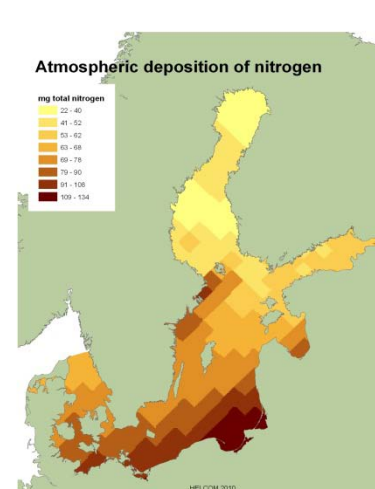 Atmospheric deposition of nitrogen
mg total nitrogen
22 - 40
41 - 52
53 - 62
63 - 68
69 - 78
79 - 90
91 - 108
109 - 134
HELCOM 2010